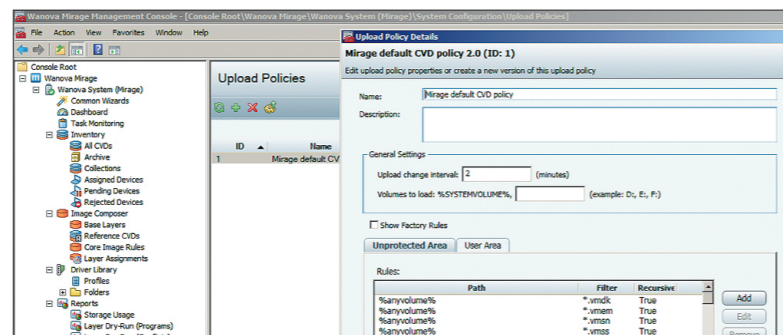 Wanova Mirage Management Console - [Console Root\Wanova Mirage\Wanova System (Mirage)\System Configuration\Upload Policies]
File Action View Favorites Window Help
Console Root
Wanova Mirage
Wanova System (Mirage)
Common Wizards
Dashboard
Task Monitoring
Inventory
All CVDs
Archive
Collections
Assigned Devices
Pending Devices
Rejected Devices
Image Composer
Base Layers
Reference CVDs
Core Image Rules
Layer Assignments
Driver Library
Profiles
Folders
Reports
Storage Usage
Layer Dry-Run (Programs)
Upload Policies
ID Name
1 Mirage default CV
Upload Policy Details
Mirage default CVD policy 2.0 (ID: 1)
Edit upload policy properties or create a new version of this upload policy
Name: Mirage default CVD policy
Description:
General Settings
Upload change interval: 2 (minutes)
Volumes to load: %SYSTEMVOLUME%, (example: D:, E:, F:)
Show Factory Rules
Unprotected Area User Area
Rules:
Path Filter Recursive
%anyvolume% *.vmdk True
%anyvolume% *.vmem True
%anyvolume% *.vmsn True
%anyvolume% *.vmss True
Add
Edit
Remove